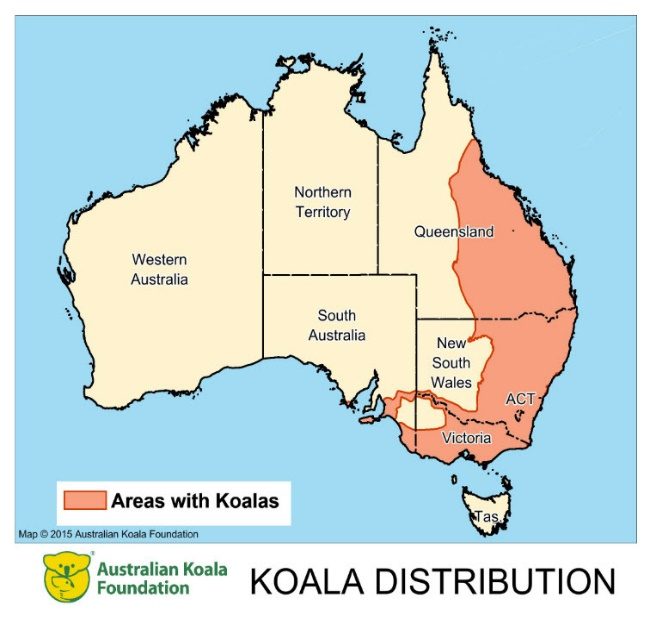 Northern
Territory
Queensland
Western
Australia
South
Australia
New
South
Wales
ACT
Victoria
Tas.
Areas with Koalas
Map © 2015 Australian Koala Foundation
Australian Koala
Foundation
KOALA DISTRIBUTION